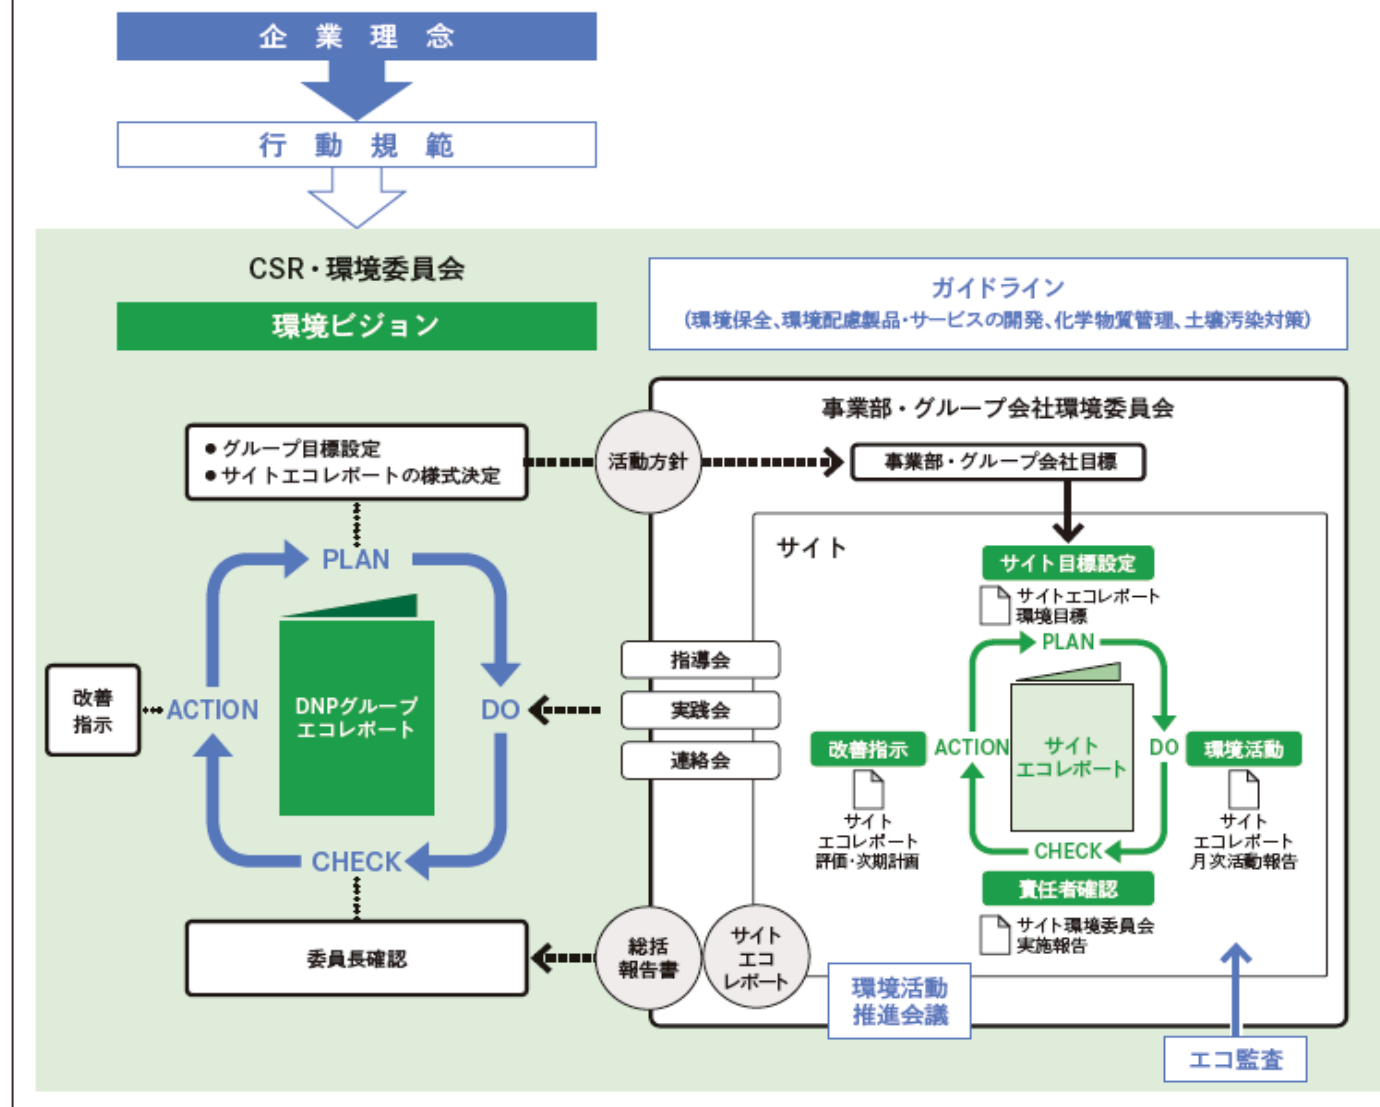 企業理念
行動規範
CSR・環境委員会
環境ビジョン
ガイドライン
(環境保全、環境配慮製品・サービスの開発、化学物質管理、土壌汚染対策)
● グループ目標設定
● サイトエコレポートの様式決定
活動方針
事業部・グループ会社環境委員会
事業部・グループ会社目標
PLAN
DO
CHECK
ACTION
DNPグループ
エコレポート
改善
指示
委員長確認
指導会
実践会
連絡会
総括
報告書
サイト
エコ
レポート
サイト
サイト目標設定
サイトエコレポート
環境目標
PLAN
DO
CHECK
ACTION
サイト
エコレポート
環境活動
サイト
エコレポート
月次活動報告
責任者確認
サイト環境委員会
実施報告
改善指示
サイト
エコレポート
評価・次期計画
環境活動
推進会議
エコ監査